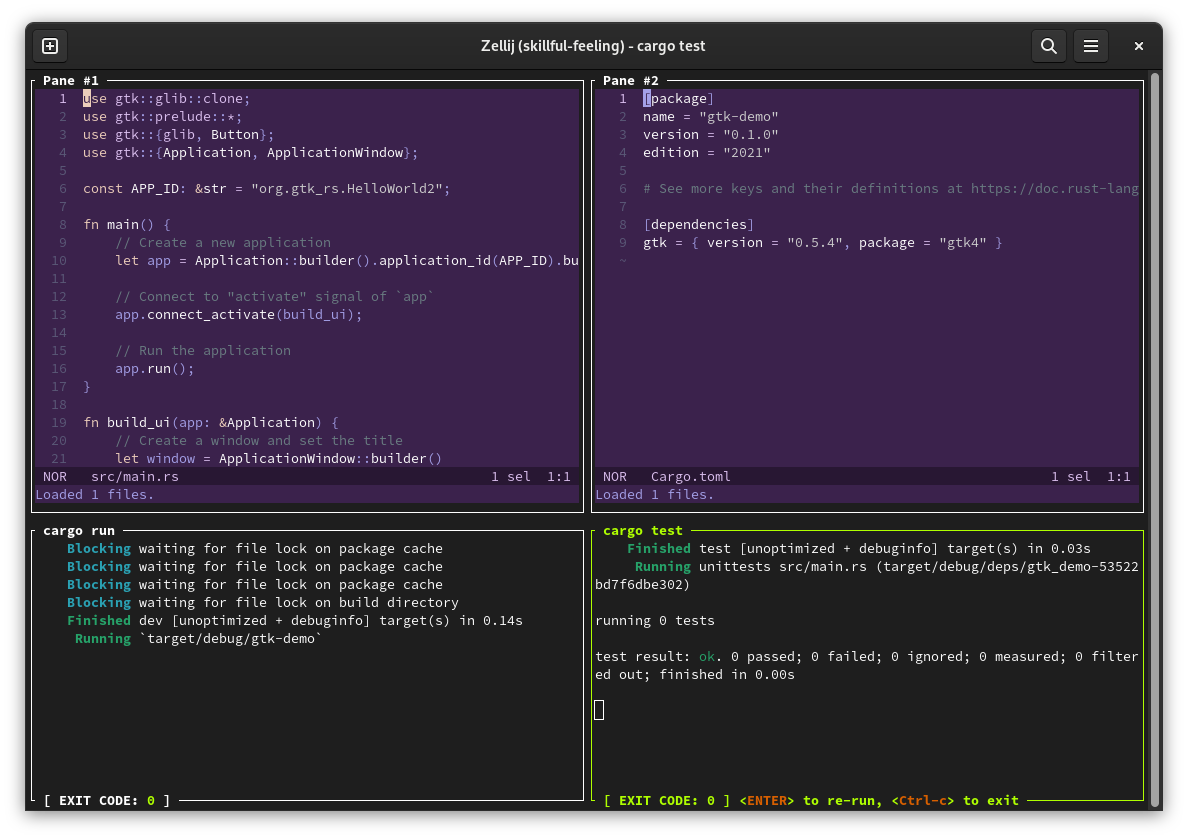 Zellij (skillful-feeling) - cargo test
Pane #1
1 use gtk::glib::clone;
2 use gtk::prelude::*;
3 use gtk::{glib, Button};
4 use gtk::{Application, ApplicationWindow};
5
6 const APP_ID: &str = "org.gtk_rs.HelloWorld2";
7
8 fn main() {
9     // Create a new application
10     let app = Application::builder().application_id(APP_ID).bu
11
12     // Connect to "activate" signal of `app`
13     app.connect_activate(build_ui);
14
15     // Run the application
16     app.run();
17 }
18
19 fn build_ui(app: &Application) {
20     // Create a window and set the title
21     let window = ApplicationWindow::builder()
NOR   src/main.rs   1 sel  1:1
Loaded 1 files.
Pane #2
1 [package]
2 name = "gtk-demo"
3 version = "0.1.0"
4 edition = "2021"
5
6 # See more keys and their definitions at https://doc.rust-lang
7
8 [dependencies]
9 gtk = { version = "0.5.4", package = "gtk4" }
~
NOR   Cargo.toml   1 sel  1:1
Loaded 1 files.
cargo run
Blocking waiting for file lock on package cache
Blocking waiting for file lock on package cache
Blocking waiting for file lock on package cache
Blocking waiting for file lock on build directory
Finished dev [unoptimized + debuginfo] target(s) in 0.14s
Running `target/debug/gtk-demo`
[ EXIT CODE: 0 ]
cargo test
Finished test [unoptimized + debuginfo] target(s) in 0.03s
Running unittests src/main.rs (target/debug/deps/gtk_demo-53522
bd7f6dbe302)
running 0 tests
test result: ok. 0 passed; 0 failed; 0 ignored; 0 measured; 0 filter
ed out; finished in 0.00s
[ EXIT CODE: 0 ] <ENTER> to re-run, <Ctrl-c> to exit